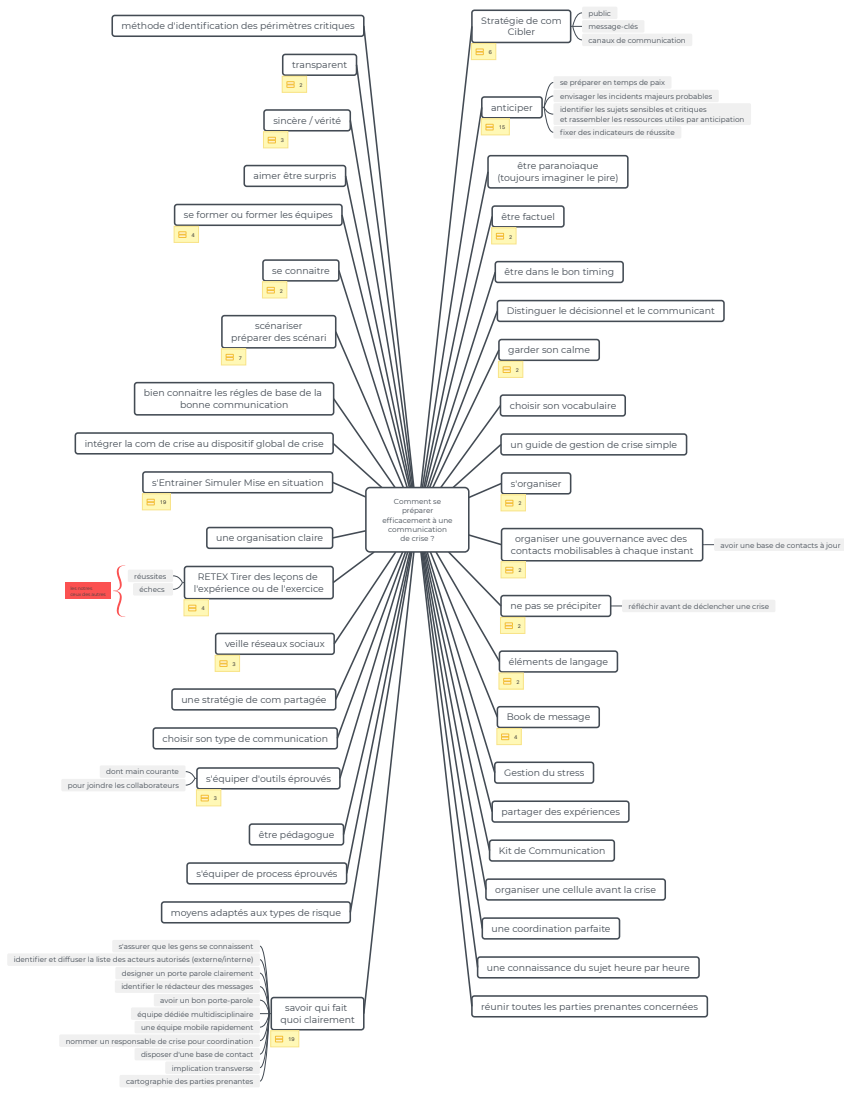 Comment se
préparer
efficacement à une
communication
de crise ?
Stratégie de com
Cibler
6
public
message-clés
canaux de communication
anticiper
15
se préparer en temps de paix
envisager les incidents majeurs probables
identifier les sujets sensibles et critiques
et rassembler les ressources utiles par anticipation
fixer des indicateurs de réussite
être paranoiaque
(toujours imaginer le pire)
être factuel
2
être dans le bon timing
Distinguer le décisionnel et le communicant
garder son calme
2
choisir son vocabulaire
un guide de gestion de crise simple
s'organiser
2
organiser une gouvernance avec des
contacts mobilisables à chaque instant
2
avoir une base de contacts à jour
ne pas se précipiter
2
réfléchir avant de déclencher une crise
éléments de langage
2
Book de message
4
Gestion du stress
partager des expériences
Kit de Communication
organiser une cellule avant la crise
une coordination parfaite
une connaissance du sujet heure par heure
réunir toutes les parties prenantes concernées
méthode d'identification des périmètres critiques
transparent
2
sincère / vérité
3
aimer être surpris
se former ou former les équipes
4
se connaitre
2
scénariser
préparer des scénari
7
bien connaitre les régles de base de la
bonne communication
intégrer la com de crise au dispositif global de crise
s'Entrainer Simuler Mise en situation
19
une organisation claire
RETEX Tirer des leçons de
l'expérience ou de l'exercice
4
réussites
échecs
veille réseaux sociaux
3
une stratégie de com partagée
choisir son type de communication
s'équiper d'outils éprouvés
3
dont main courante
pour joindre les collaborateurs
être pédagogue
s'équiper de process éprouvés
moyens adaptés aux types de risque
savoir qui fait
quoi clairement
19
s'assurer que les gens se connaissent
identifier et diffuser la liste des acteurs autorisés (externe/interne)
designer un porte parole clairement
identifier le rédacteur des messages
avoir un bon porte-parole
équipe dédiée multidisciplinaire
une équipe mobile rapidement
nommer un responsable de crise pour coordination
disposer d'une base de contact
implication transverse
cartographie des parties prenantes